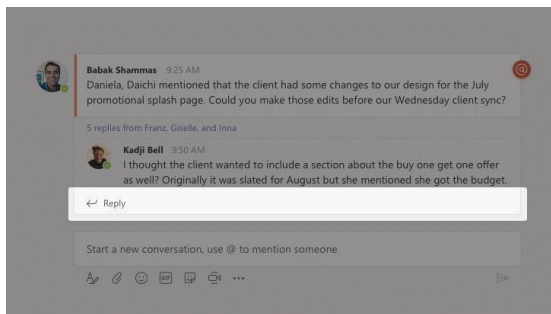 Babak Shammas 9:25 AM
Daniela, Daichi mentioned that the client had some changes to our design for the July
promotional splash page. Could you make those edits before our Wednesday client sync?
5 replies from Franz, Giselle, and Inna
Kadji Bell 9:50 AM
I thought the client wanted to include a section about the buy one get one offer
as well? Originally it was slated for August but she mentioned she got the budget.
Reply
Start a new conversation, use @ to mention someone
GIF